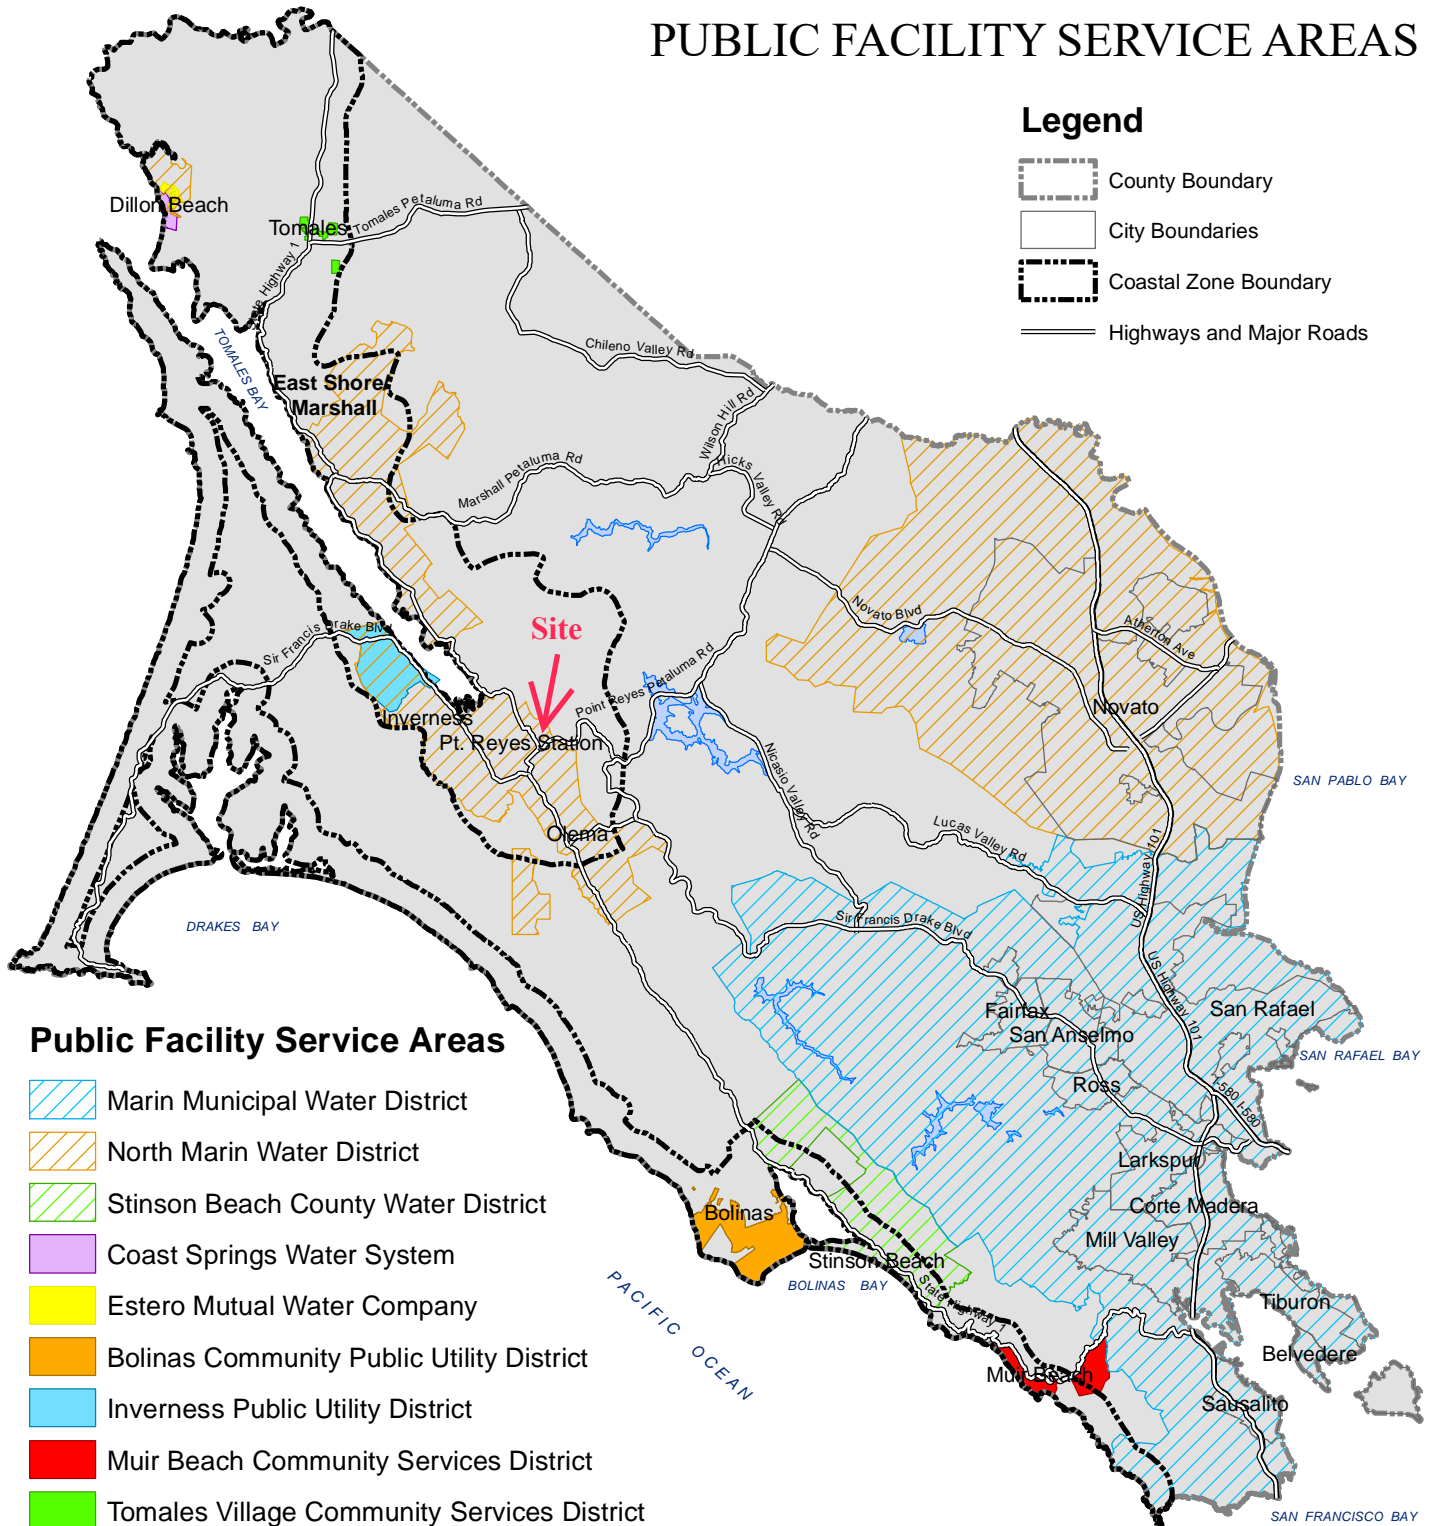 PUBLIC FACILITY SERVICE AREAS
Legend
County Boundary
City Boundaries
Coastal Zone Boundary
Highways and Major Roads
Dillon Beach
Tomales
Tomales Petaluma Rd
State Highway 1
TOMALES BAY
East Shore/
Marshall
Chileno Valley Rd
Wilson Hill Rd
Marshall Petaluma Rd
Hicks Valley Rd
Novato Blvd
Atherton Ave
Sir Francis Drake Blvd
Site
Point Reyes Petaluma Rd
Inverness
Pt. Reyes Station
Novato
Nicasio Valley Rd
SAN PABLO BAY
Olema
Lucas Valley Rd
US Highway 101
DRAKES BAY
Sir Francis Drake Blvd
US Highway 101
Fairfax
San Anselmo
San Rafael
SAN RAFAEL BAY
Ross
I-580 I-580
Larkspur
Corte Madera
Mill Valley
Bolinas
Stinson Beach
BOLINAS BAY
State Highway 1
PACIFIC OCEAN
Tiburon
Belvedere
Muir Beach
Sausalito
SAN FRANCISCO BAY
Public Facility Service Areas
Marin Municipal Water District
North Marin Water District
Stinson Beach County Water District
Coast Springs Water System
Estero Mutual Water Company
Bolinas Community Public Utility District
Inverness Public Utility District
Muir Beach Community Services District
Tomales Village Community Services District